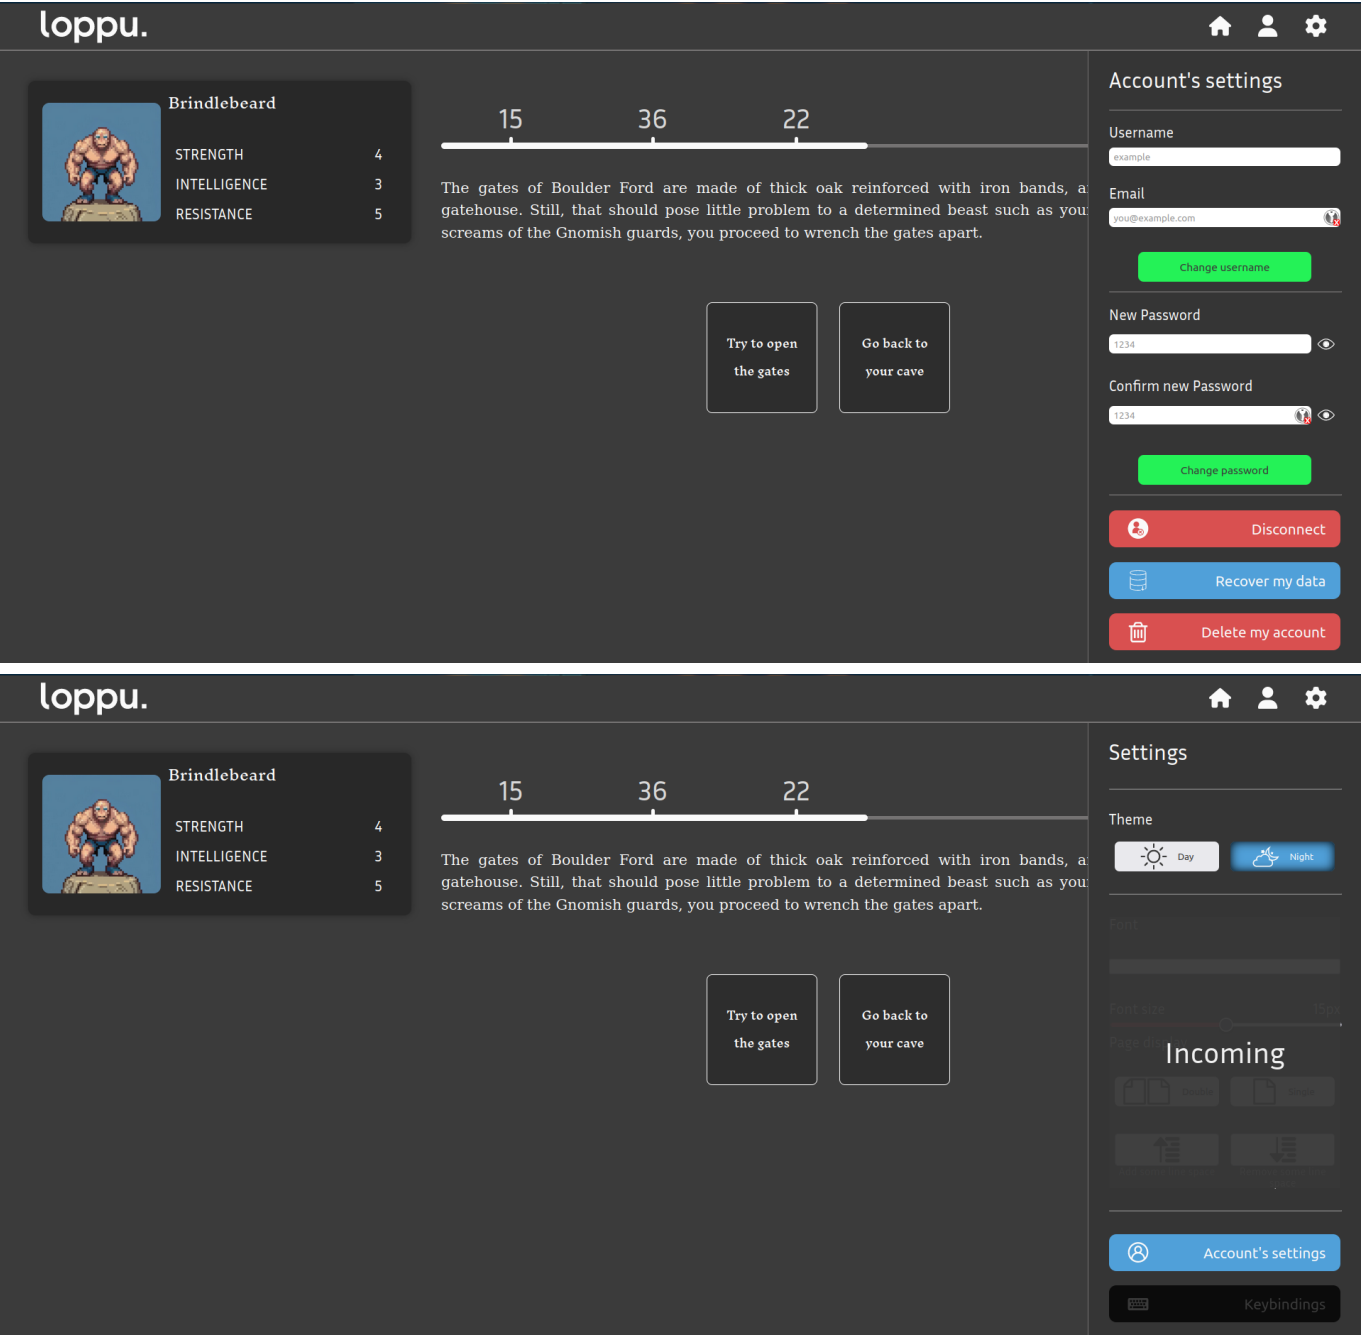 loppu.
Brindlebeard
STRENGTH 4
INTELLIGENCE 3
RESISTANCE 5
15 36 22
The gates of Boulder Ford are made of thick oak reinforced with iron bands,
gatehouse. Still, that should pose little problem to a determined beast such as
screams of the Gnomish guards, you proceed to wrench the gates apart.
Try to open
the gates
Go back to
your cave
Account's settings
Username
example
Email
you@example.com
Change username
New Password
1234
Confirm new Password
1234
Change password
Disconnect
Recover my data
Delete my account
loppu.
Brindlebeard
STRENGTH 4
INTELLIGENCE 3
RESISTANCE 5
15 36 22
The gates of Boulder Ford are made of thick oak reinforced with iron bands,
gatehouse. Still, that should pose little problem to a determined beast such as
screams of the Gnomish guards, you proceed to wrench the gates apart.
Try to open
the gates
Go back to
your cave
Settings
Theme
Day Night
Font
Font size 15px
Page
Incoming
Double Single
Account's settings
Keybindings